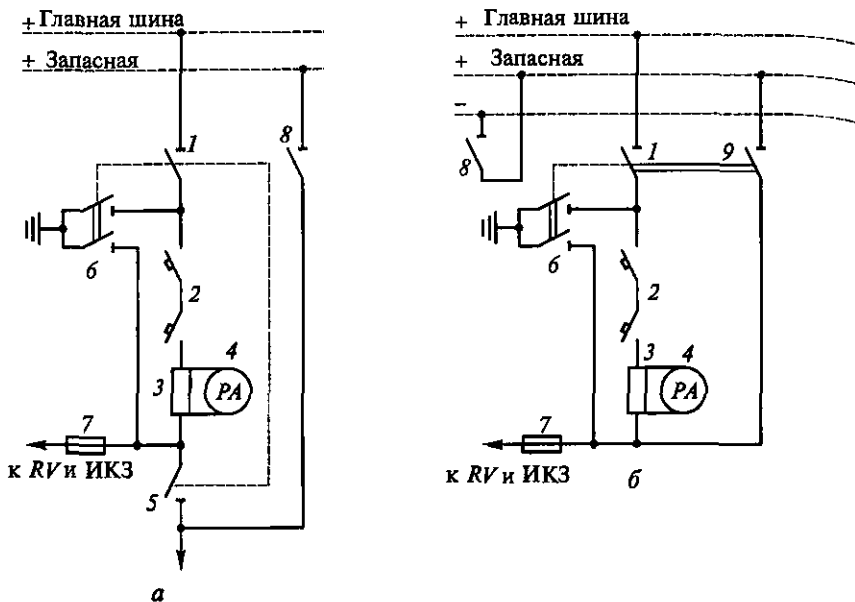 + Главная шина
+ Запасная
1
8
6
2
3
4
PA
7
к RV и ИКЗ
5
а
+ Главная шина
+ Запасная
−
8
1
9
6
2
3
4
PA
7
к RV и ИКЗ
б